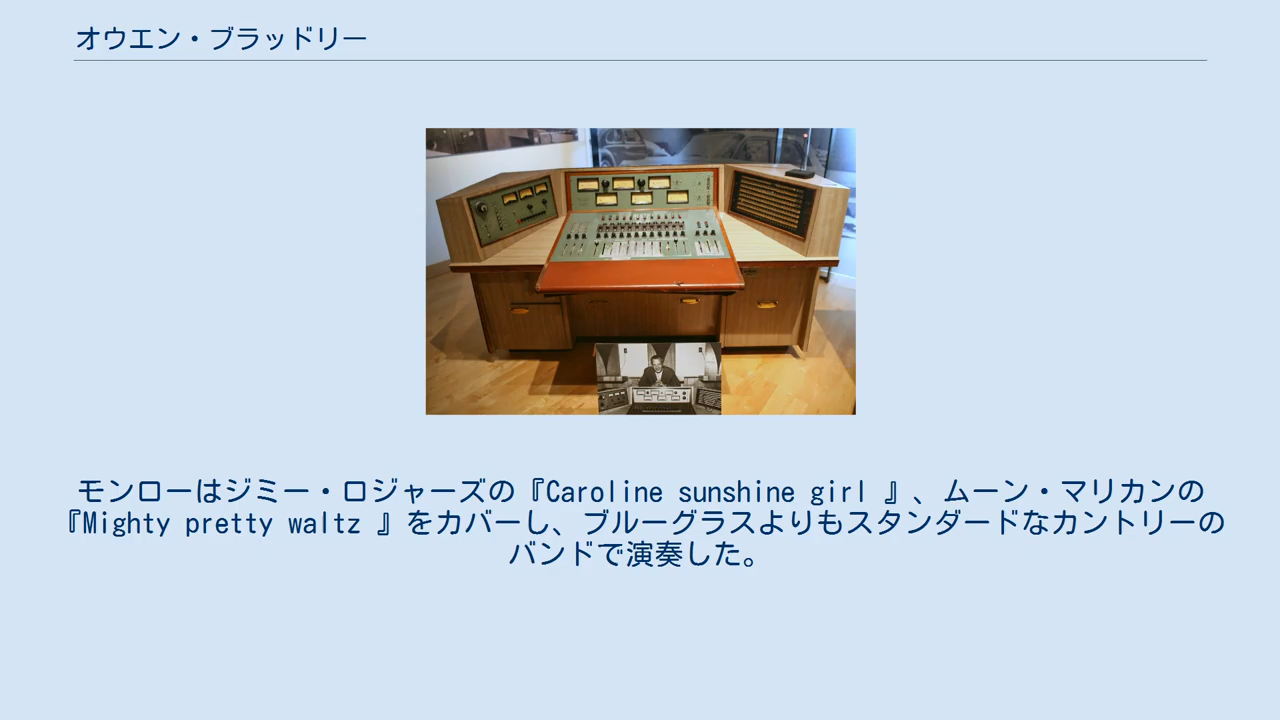 オウエン・ブラッドリー
モンローはジミー・ロジャーズの『Caroline sunshine girl 』、ムーン・マリカンの
『Mighty pretty waltz 』をカバーし、ブルーグラスよりもスタンダードなカントリーの
バンドで演奏した。